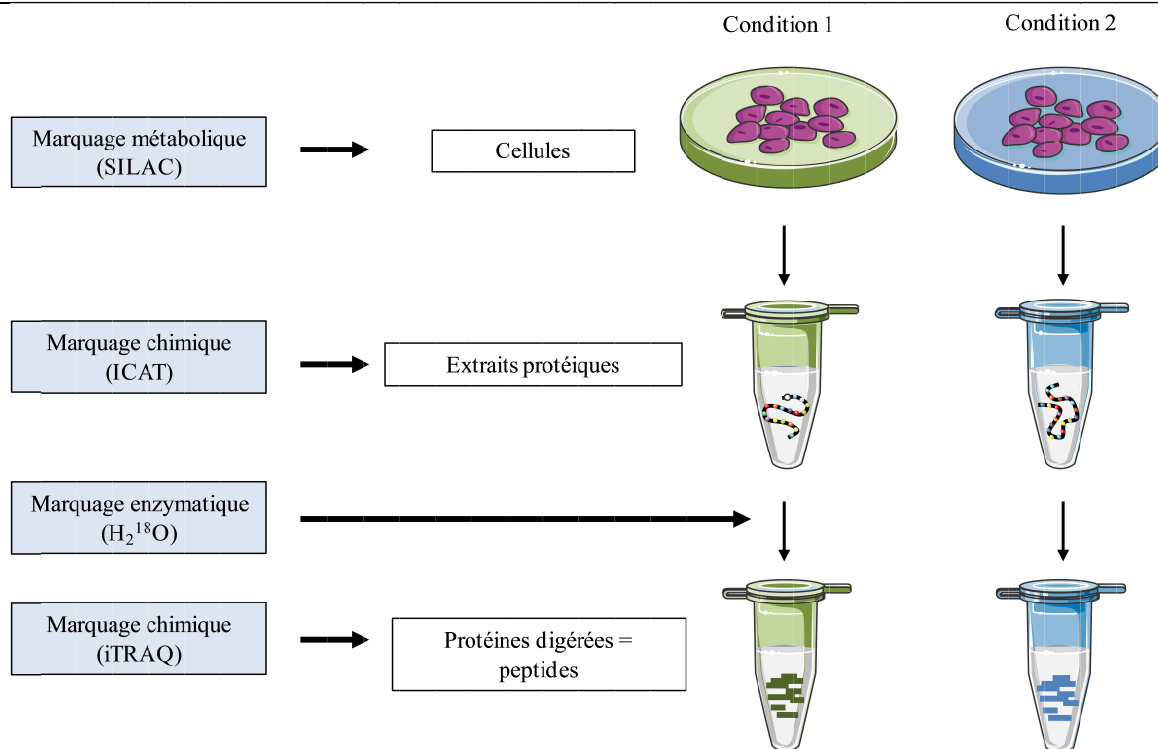 Condition 1
Condition 2
Marquage métabolique
(SILAC)
Cellules
Marquage chimique
(ICAT)
Extraits protéiques
Marquage enzymatique
(H₂¹⁸O)
Marquage chimique
(iTRAQ)
Protéines digérées =
peptides